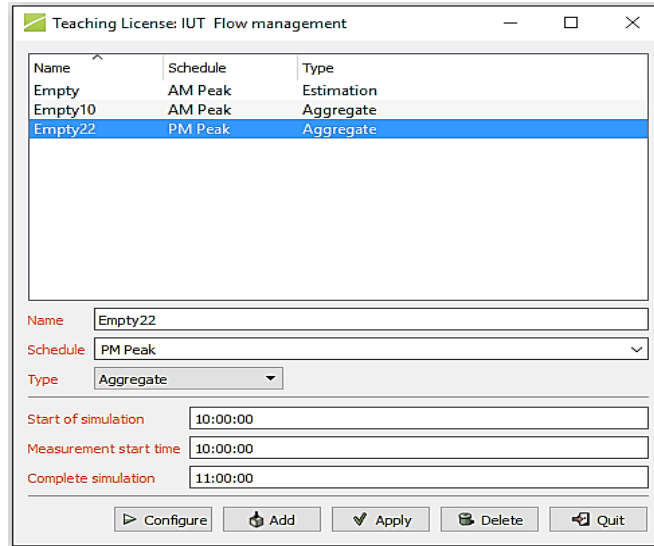 Teaching License: IUT Flow management
Name Schedule Type
Empty AM Peak Estimation
Empty10 AM Peak Aggregate
Empty22 PM Peak Aggregate
Name Empty22
Schedule PM Peak
Type Aggregate
Start of simulation 10:00:00
Measurement start time 10:00:00
Complete simulation 11:00:00
Configure Add Apply Delete Quit